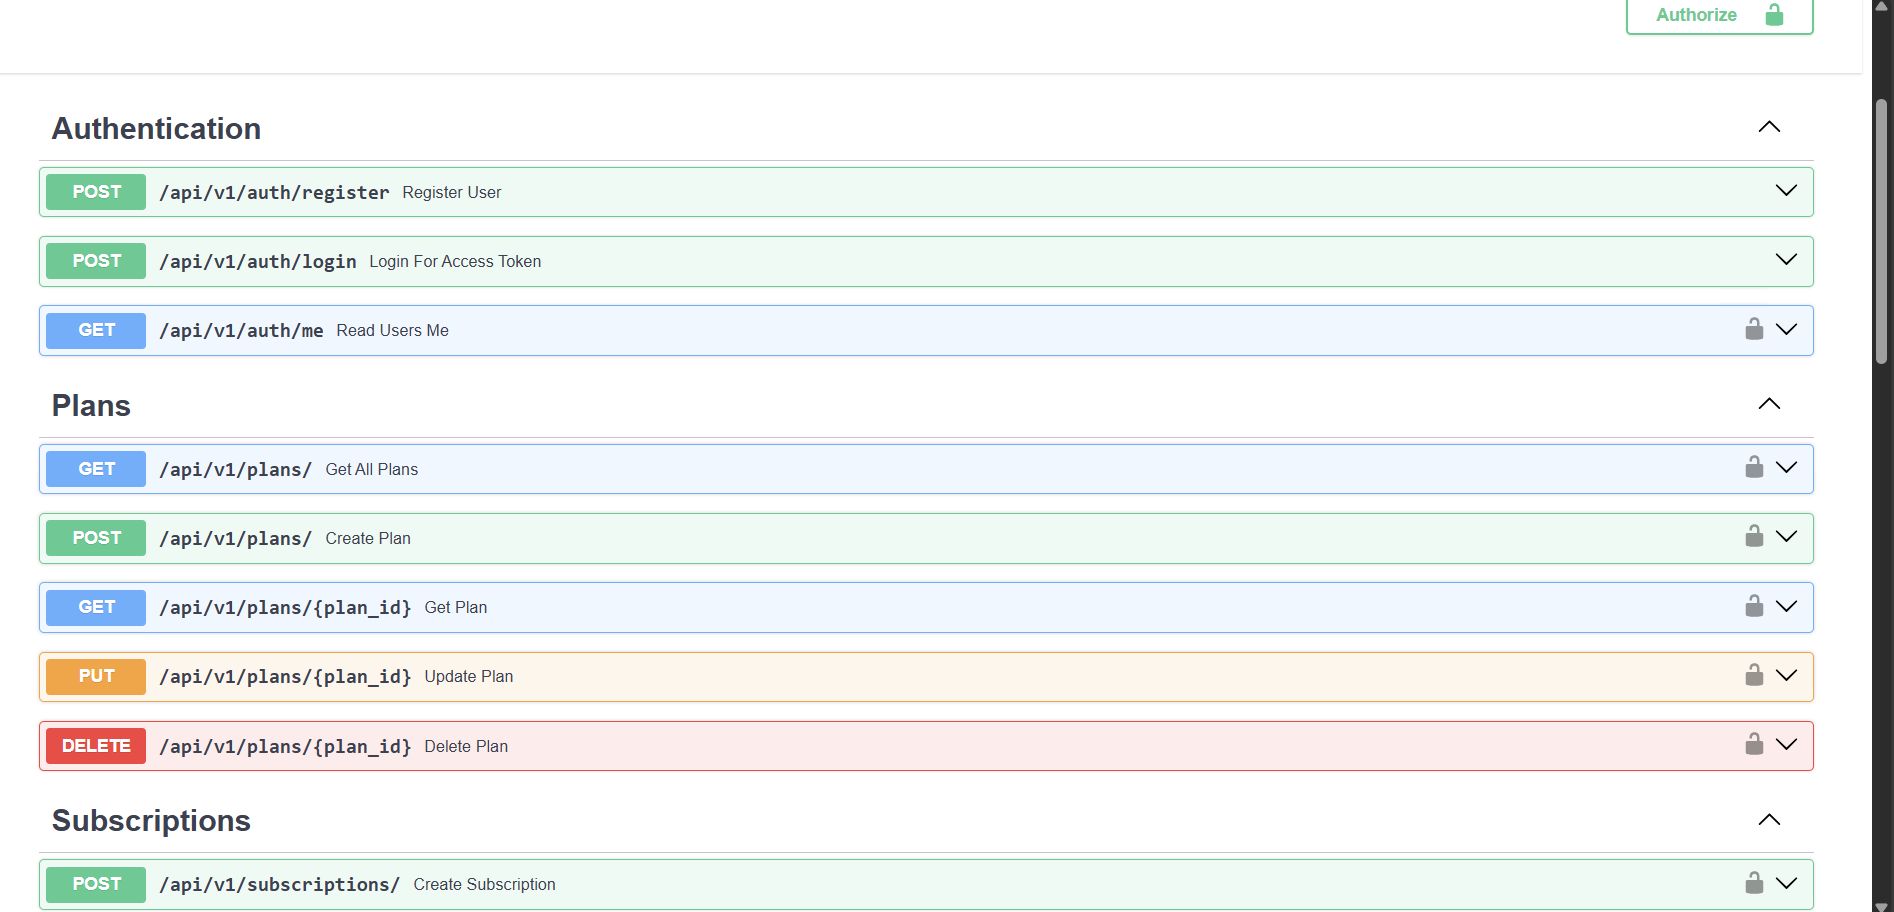 Authorize
Authentication
POST /api/v1/auth/register Register User
POST /api/v1/auth/login Login For Access Token
GET /api/v1/auth/me Read Users Me
Plans
GET /api/v1/plans/ Get All Plans
POST /api/v1/plans/ Create Plan
GET /api/v1/plans/{plan_id} Get Plan
PUT /api/v1/plans/{plan_id} Update Plan
DELETE /api/v1/plans/{plan_id} Delete Plan
Subscriptions
POST /api/v1/subscriptions/ Create Subscription